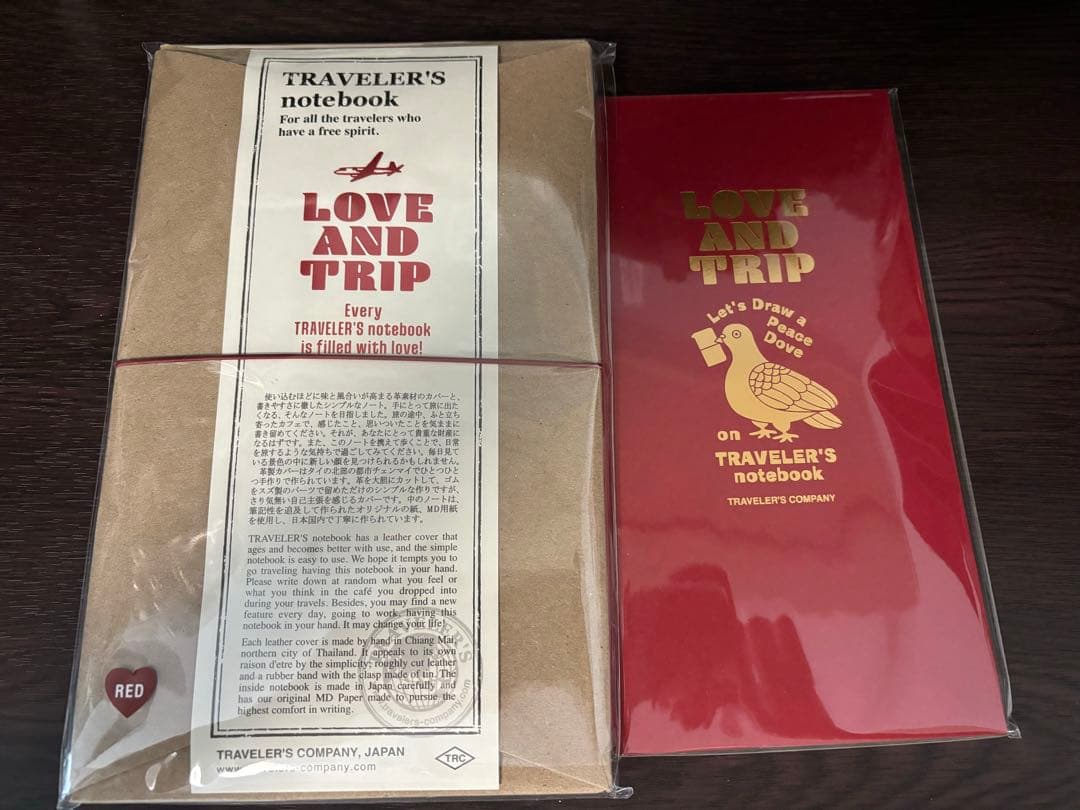 TRAVELER'S
notebook
For all the travelers who
have a free spirit.
LOVE
AND
TRIP
Every
TRAVELER'S notebook
is filled with love!
使い込むほどに味と風合いが高まる革素材のカバーと、
書きやすさに徹したシンプルなノート。手にとって旅に出た
くなる、そんなノートを目指しました。旅の途中、ふと立ち
寄ったカフェで、感じたこと、思いついたことを気ままに
書き留めてください。それが、あなたにとって貴重な財産に
なるはずです。また、このノートを携えて歩くことで、日常
を旅するような気持ちで過ごしてみてください。毎日見て
いる景色の中に新しい顔を見つけられるかもしれません。
革製カバーはタイの北部の都市チェンマイでひとつひと
つ手作りで作られています。革を大胆にカットして、ゴム
をスズ製のパーツで留めただけのシンプルな作りですが、
さり気無い自己主張を感じるカバーです。中のノートは、
筆記性を追及して作られたオリジナルの紙、MD用紙
を使用し、日本国内で丁寧に作られています。
TRAVELER'S notebook has a leather cover that
ages and becomes better with use, and the simple
notebook is easy to use. We hope it tempts you to
go traveling having this notebook in your hand.
Please write down at random what you feel or
what you think in the café you dropped into
during your travels. Besides, you may find a new
feature every day, going to work, having this
notebook in your hand. It may change your life!
Each leather cover is made by hand in Chiang Mai,
northern city of Thailand. It appeals to its own
raison d'etre by the simplicity; roughly cut leather
and a rubber band with the clasp made of tin. The
inside notebook is made in Japan carefully and
has our original MD Paper made to pursue the
highest comfort in writing.
TRAVELER'S
travelers-company.com
RED
TRAVELER'S COMPANY, JAPAN
TRC
LOVE
AND
TRIP
Let's Draw a
Peace
Dove
on
TRAVELER'S
notebook
TRAVELER'S COMPANY